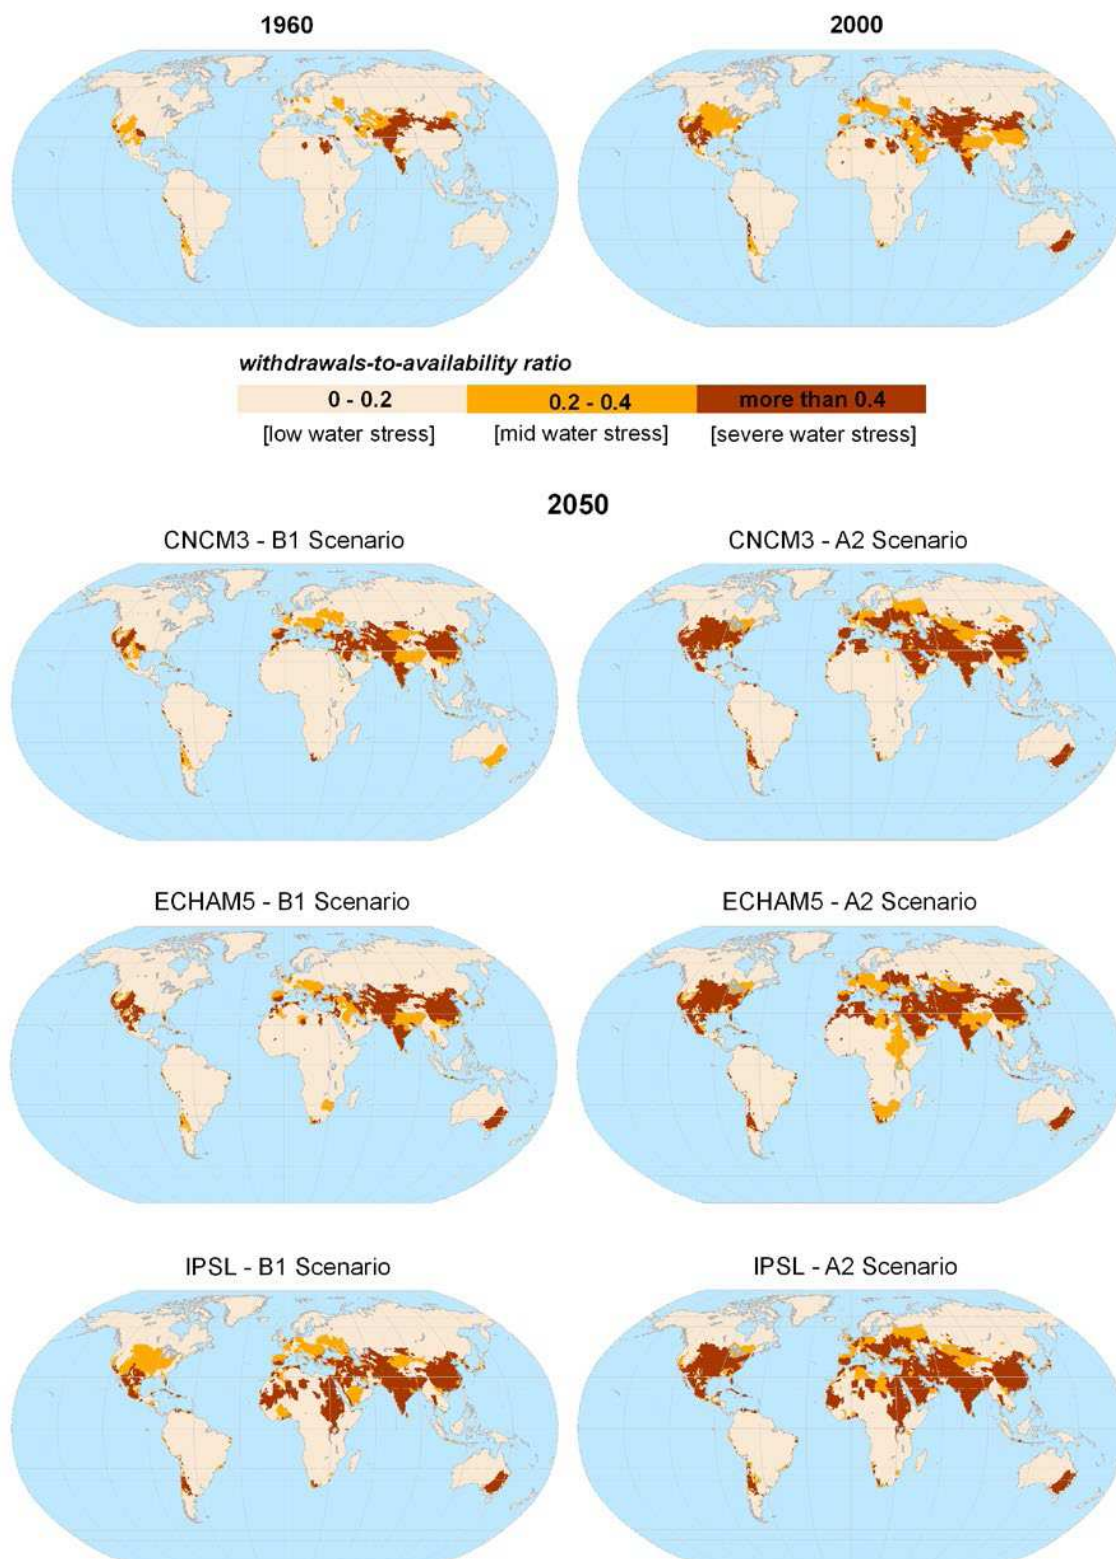 1960
2000
withdrawals-to-availability ratio
0 - 0.2
0.2 - 0.4
more than 0.4
[low water stress]
[mid water stress]
[severe water stress]
2050
CNCM3 - B1 Scenario
CNCM3 - A2 Scenario
ECHAM5 - B1 Scenario
ECHAM5 - A2 Scenario
IPSL - B1 Scenario
IPSL - A2 Scenario